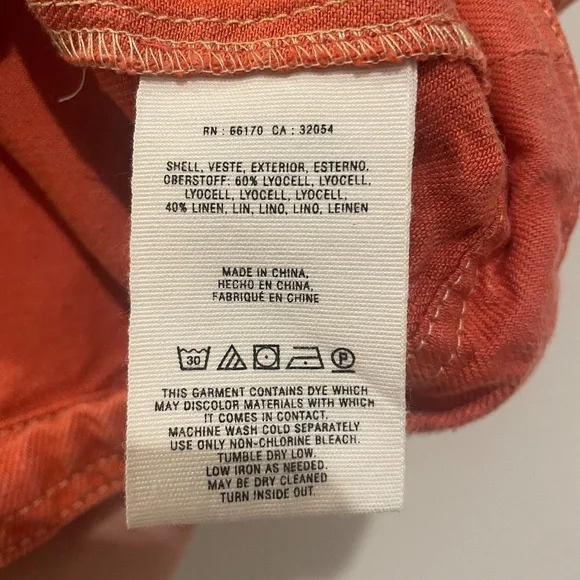 RN : 66170 CA : 32054
SHELL, VESTE, EXTERIOR, ESTERNO,
OBERSTOFF: 60% LYOCELL, LYOCELL,
LYOCELL, LYOCELL, LYOCELL,
40% LINEN, LIN, LINO, LINO, LEINEN
MADE IN CHINA,
HECHO EN CHINA,
FABRIQUÉ EN CHINE
30 P
THIS GARMENT CONTAINS DYE WHICH
MAY DISCOLOR MATERIALS WITH WHICH
IT COMES IN CONTACT.
MACHINE WASH COLD SEPARATELY
USE ONLY NON-CHLORINE BLEACH.
TUMBLE DRY LOW.
LOW IRON AS NEEDED.
MAY BE DRY CLEANED
TURN INSIDE OUT.